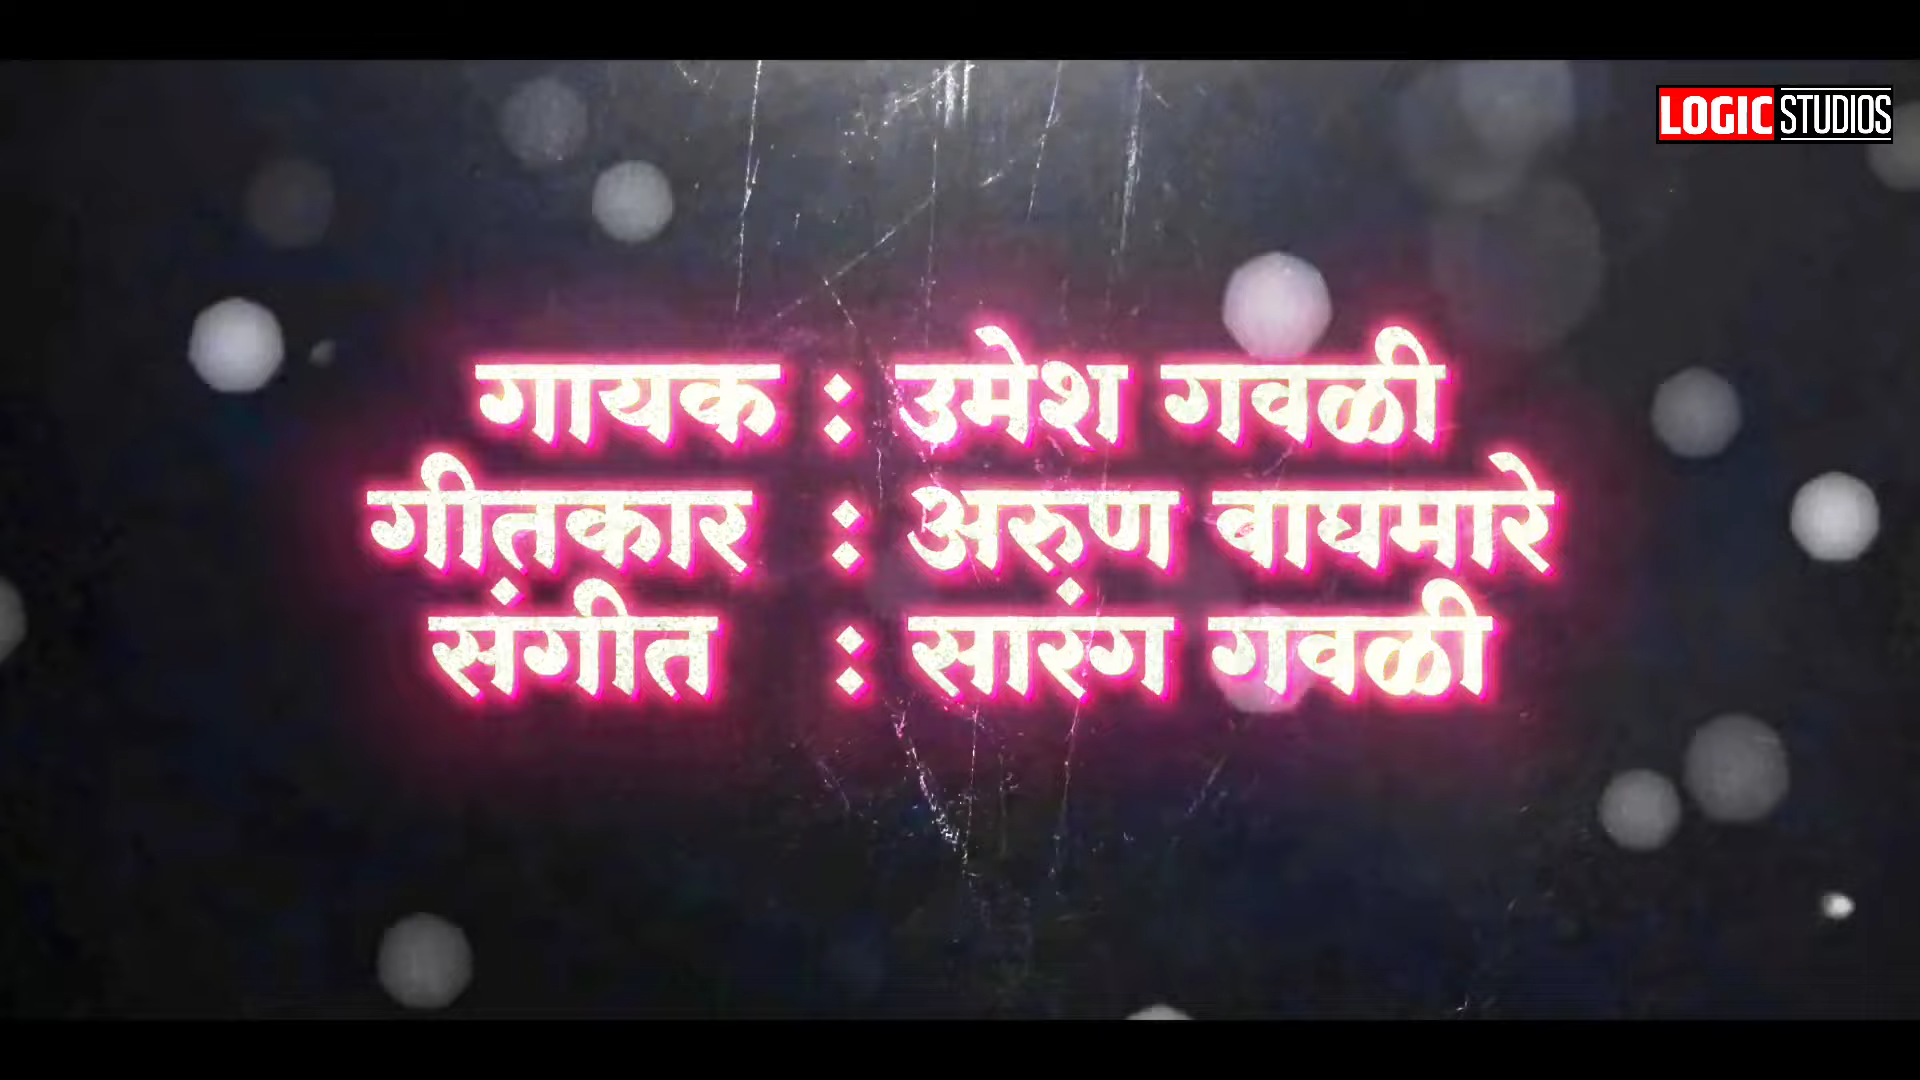 LOGIC STUDIOS
गायक : उमेश गवळी
गीतकार : अरुण वाघमारे
संगीत : सारंग गवळी